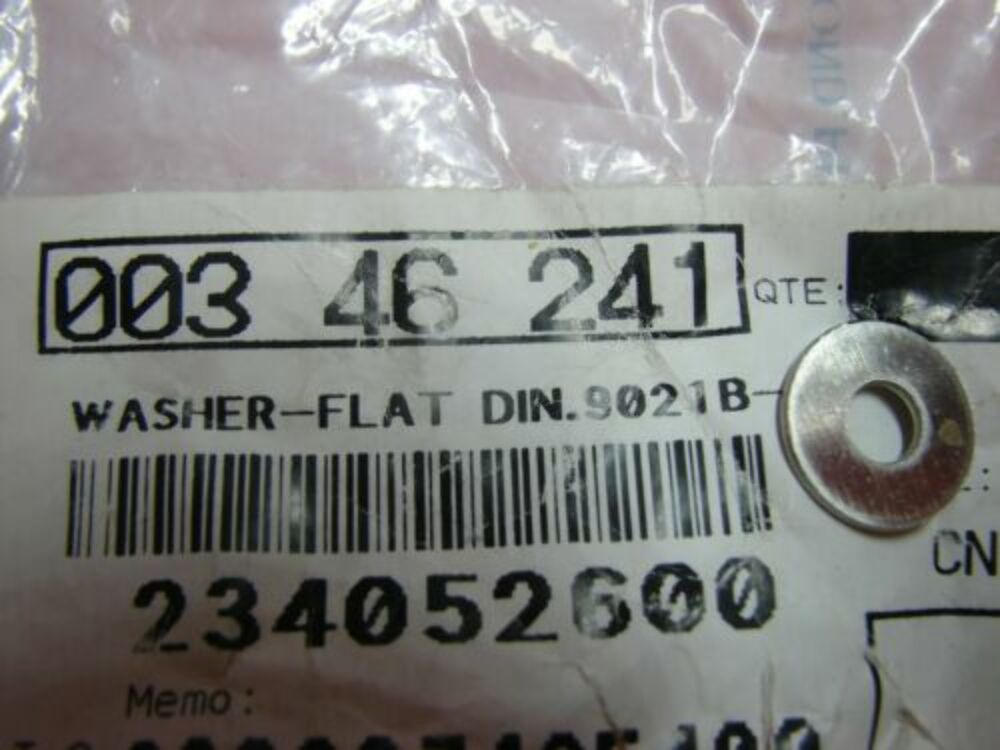 003 46 241
QTE:
WASHER-FLAT DIN.9021B-
CN
234052600
Memo: